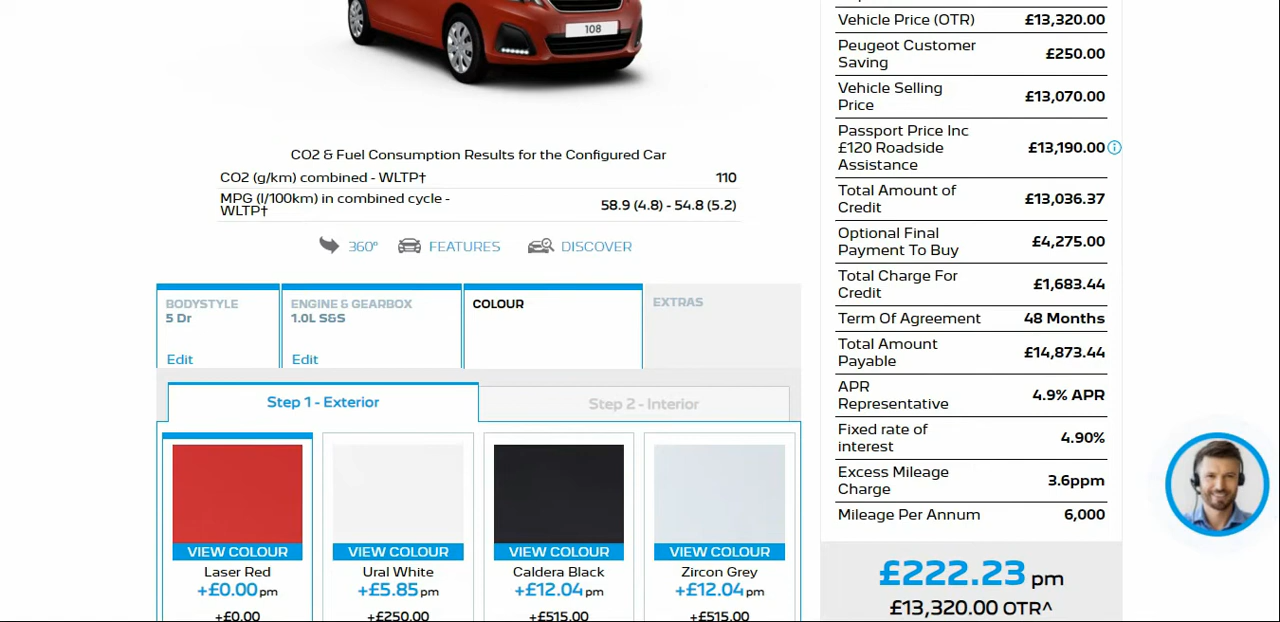 108
CO2 & Fuel Consumption Results for the Configured Car
CO2 (g/km) combined - WLTP† 110
MPG (l/100km) in combined cycle -
WLTP† 58.9 (4.8) - 54.8 (5.2)
360° FEATURES DISCOVER
BODYSTYLE
5 Dr
Edit
ENGINE & GEARBOX
1.0L S&S
Edit
COLOUR
EXTRAS
Step 1 - Exterior
Step 2 - Interior
VIEW COLOUR
Laser Red
+£0.00 pm
+£0.00
VIEW COLOUR
Ural White
+£5.85 pm
+£250.00
VIEW COLOUR
Caldera Black
+£12.04 pm
+£515.00
VIEW COLOUR
Zircon Grey
+£12.04 pm
+£515.00
Vehicle Price (OTR) £13,320.00
Peugeot Customer
Saving £250.00
Vehicle Selling
Price £13,070.00
Passport Price Inc
£120 Roadside £13,190.00
Assistance
Total Amount of
Credit £13,036.37
Optional Final
Payment To Buy £4,275.00
Total Charge For
Credit £1,683.44
Term Of Agreement 48 Months
Total Amount
Payable £14,873.44
APR
Representative 4.9% APR
Fixed rate of
interest 4.90%
Excess Mileage
Charge 3.6ppm
Mileage Per Annum 6,000
£222.23 pm
£13,320.00 OTR^